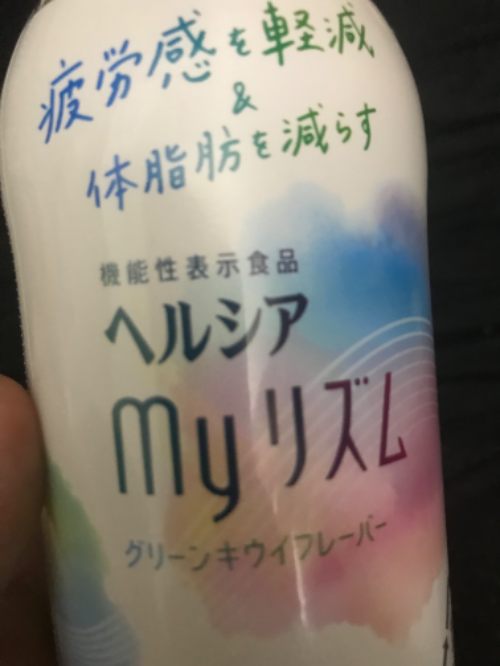 疲労感を軽減
&
体脂肪を減らす
機能性表示食品
ヘルシア
myリズム
グリーンキウイフレーバー